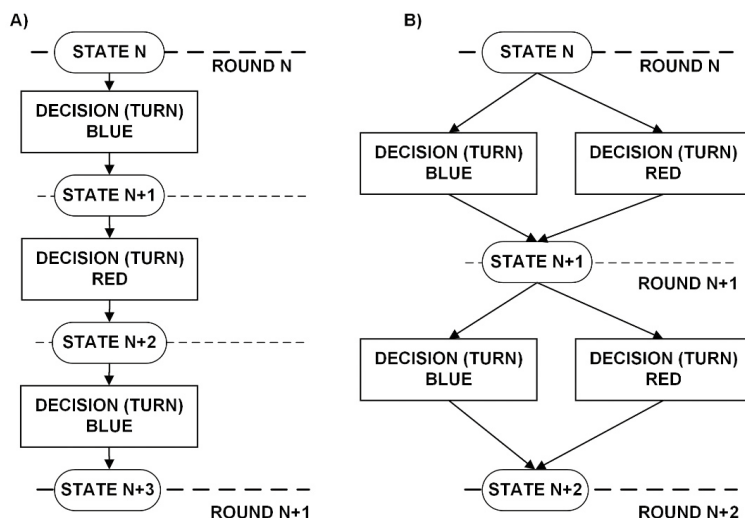 A)
STATE N
ROUND N
DECISION (TURN)
BLUE
STATE N+1
DECISION (TURN)
RED
STATE N+2
DECISION (TURN)
BLUE
STATE N+3
ROUND N+1
B)
STATE N
ROUND N
DECISION (TURN)
BLUE
DECISION (TURN)
RED
STATE N+1
ROUND N+1
DECISION (TURN)
BLUE
DECISION (TURN)
RED
STATE N+2
ROUND N+2